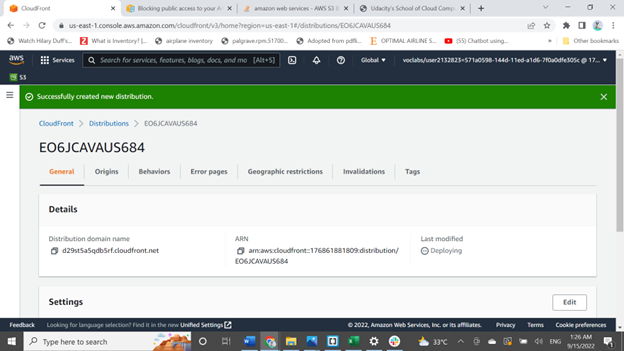 CloudFront
Blocking public access to your A
amazon web services - AWS S3 I
Udacity's School of Cloud Comp
us-east-1.console.aws.amazon.com/cloudfront/v3/home?region=us-east-1#/distributions/EO6JCAVAUS684
Watch Hilary Duff's...
What is Inventory? |...
airplane inventory
palgrave.rpm.51700...
Adopted from pdfli...
OPTIMAL AIRLINE S...
(55) Chatbot using...
»
Other bookmarks
aws
Services
Search for services, features, blogs, docs, and mo
[Alt+S]
Global
voclabs/user2132823=571a0598-144d-11ed-a1d6-7f0a0dfe305c @ 17...
S3
Successfully created new distribution.
CloudFront > Distributions > EO6JCAVAUS684
EO6JCAVAUS684
General
Origins
Behaviors
Error pages
Geographic restrictions
Invalidations
Tags
Details
Distribution domain name
d29st5a5qdb5rf.cloudfront.net
ARN
arn:aws:cloudfront::176861881809:distribution/
EO6JCAVAUS684
Last modified
Deploying
Settings
Edit
Feedback
Looking for language selection? Find it in the new Unified Settings
© 2022, Amazon Web Services, Inc. or its affiliates.
Privacy
Terms
Cookie preferences
Type here to search
33°C
ENG
1:26 AM
9/15/2022